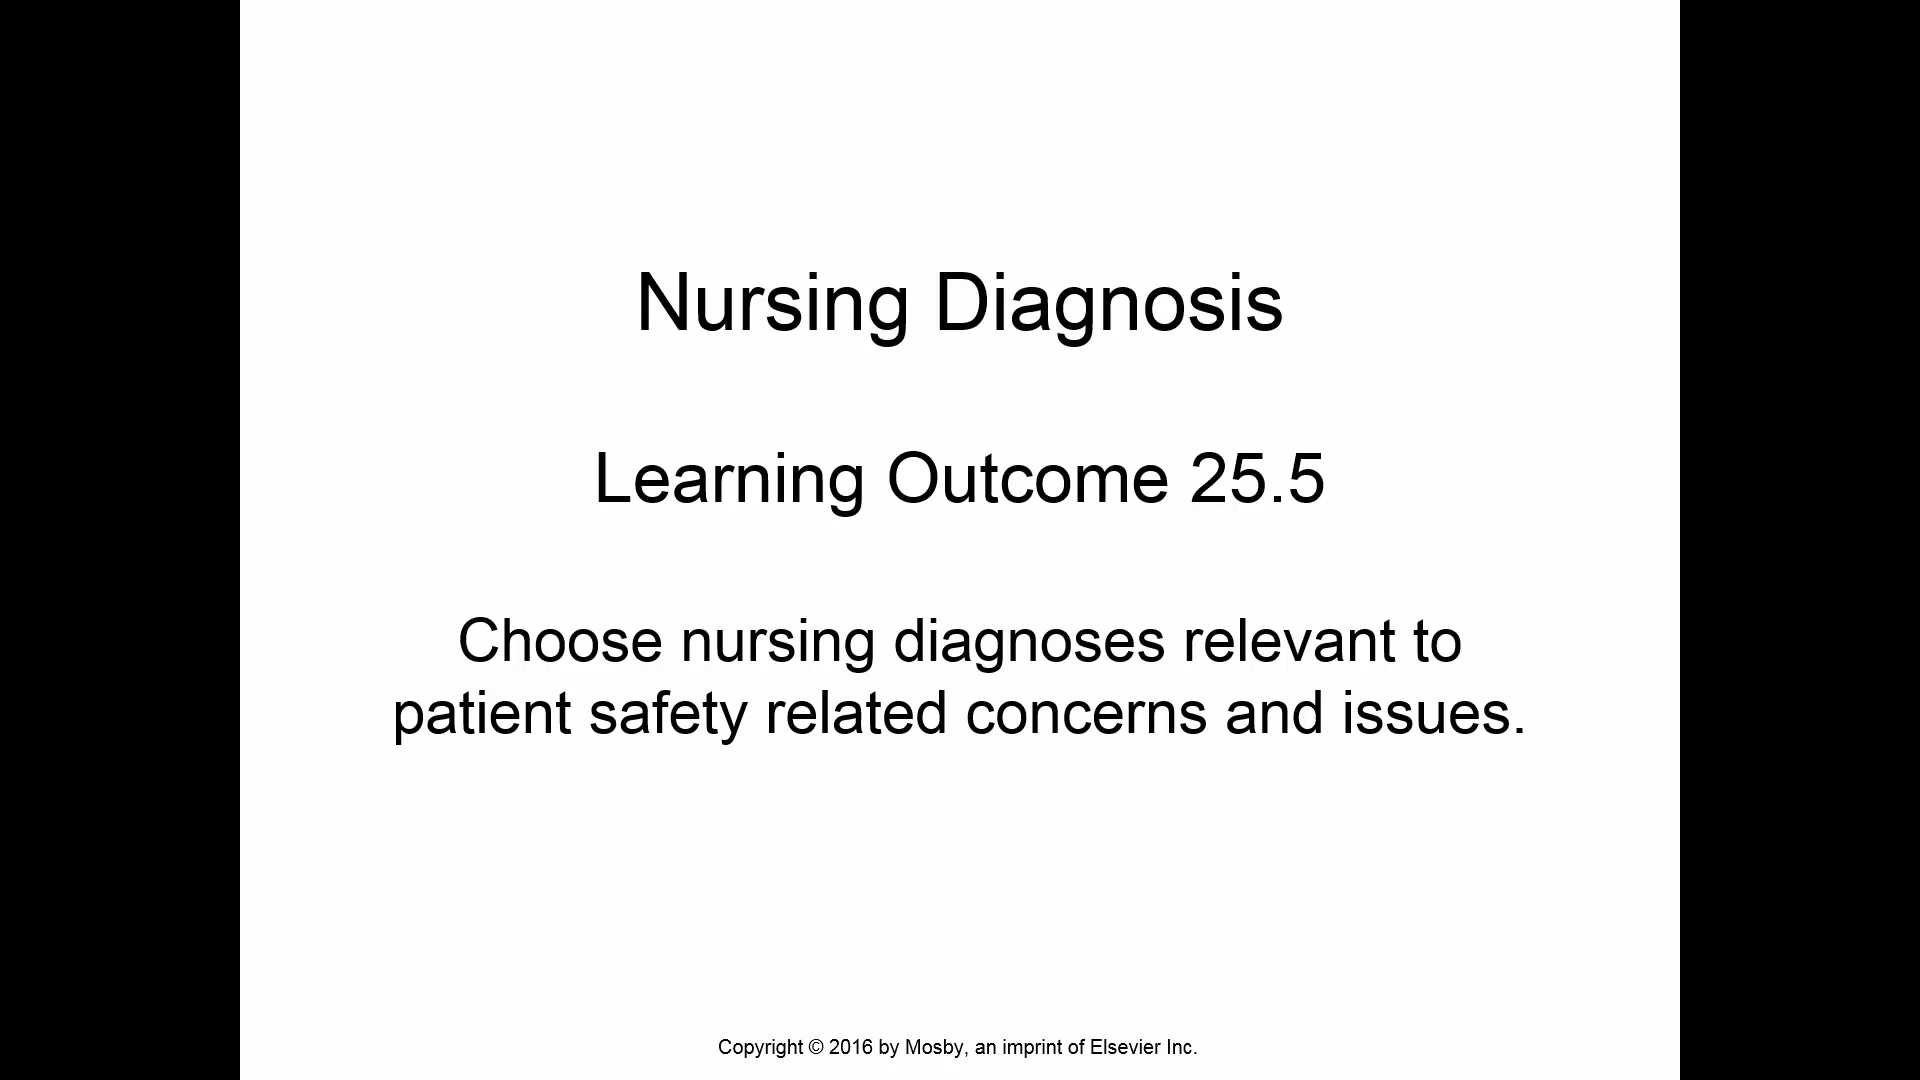 Nursing Diagnosis
Learning Outcome 25.5
Choose nursing diagnoses relevant to
patient safety related concerns and issues.
Copyright © 2016 by Mosby, an imprint of Elsevier Inc.